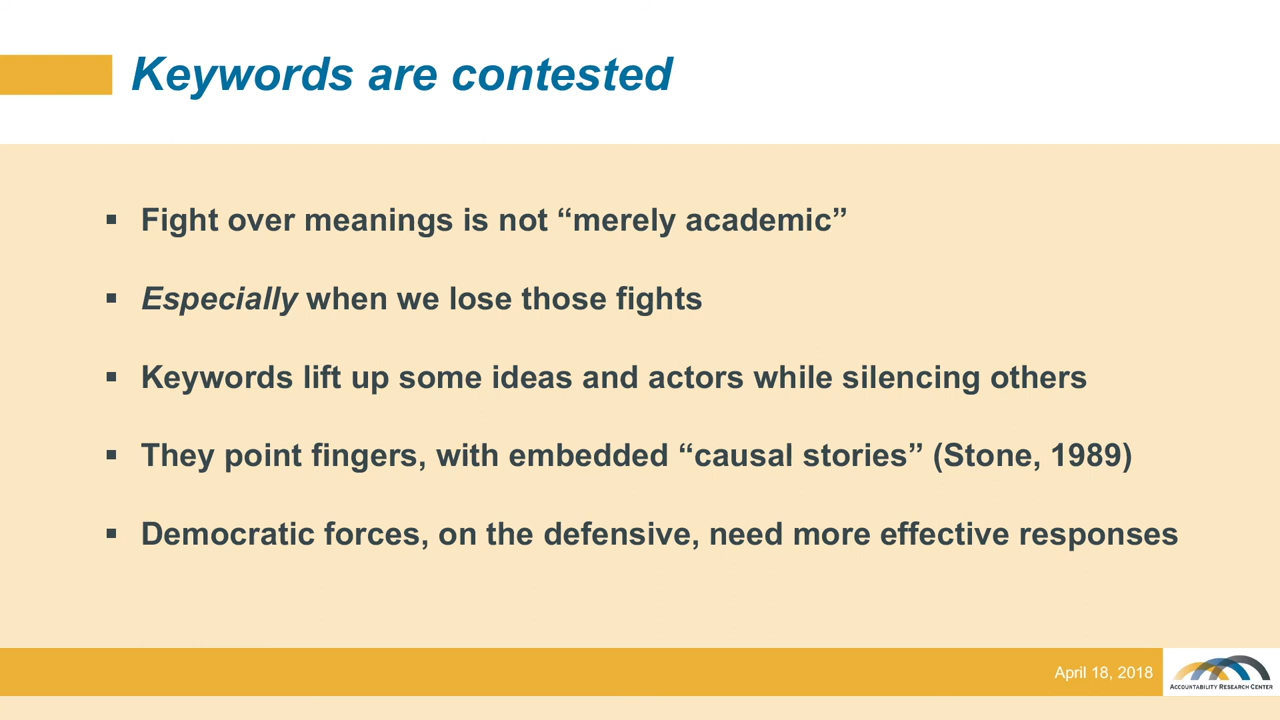 Keywords are contested
▪ Fight over meanings is not “merely academic”
▪ Especially when we lose those fights
▪ Keywords lift up some ideas and actors while silencing others
▪ They point fingers, with embedded “causal stories” (Stone, 1989)
▪ Democratic forces, on the defensive, need more effective responses
April 18, 2018
ACCOUNTABILITY RESEARCH CENTER